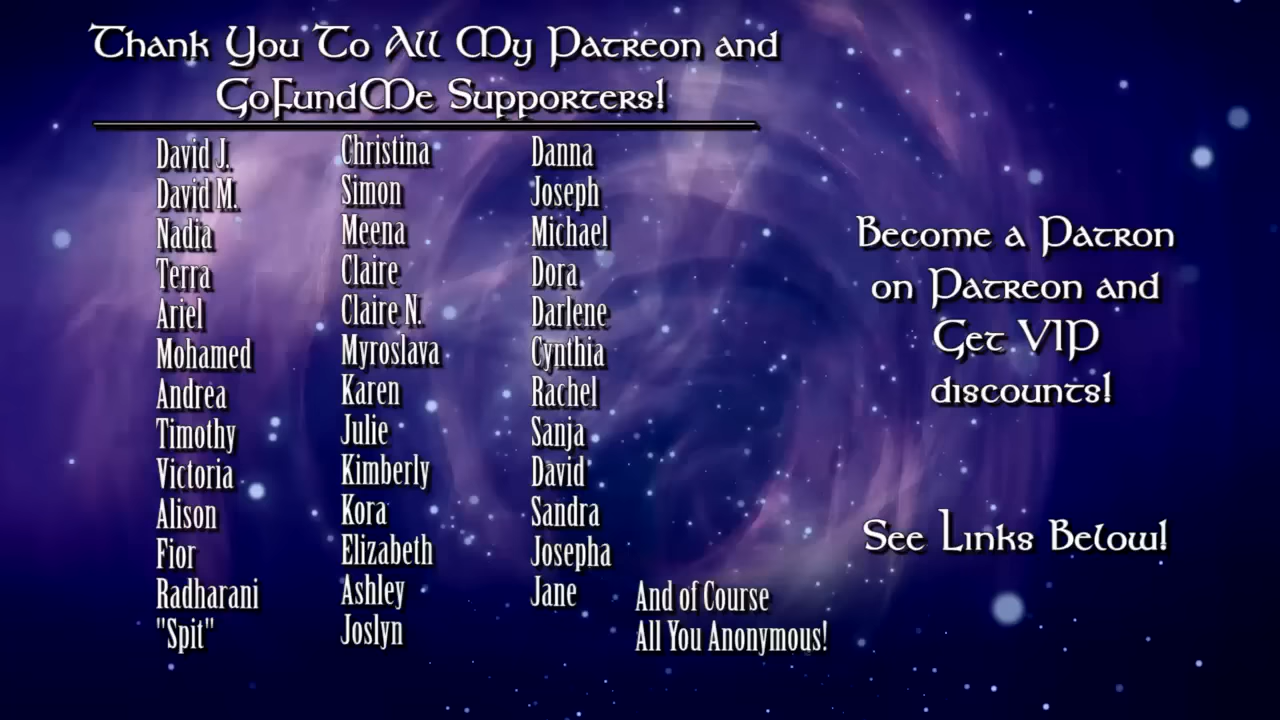 Thank You To All My Patreon and
GoFundMe Supporters!
David J.
David M.
Nadia
Terra
Ariel
Mohamed
Andrea
Timothy
Victoria
Alison
Fior
Radharani
"Spit"
Christina
Simon
Meena
Claire
Claire N.
Myroslava
Karen
Julie
Kimberly
Kora
Elizabeth
Ashley
Joslyn
Danna
Joseph
Michael
Dora
Darlene
Cynthia
Rachel
Sanja
David
Sandra
Josepha
Jane
And of Course
All You Anonymous!
Become a Patron
on Patreon and
Get VIP
discounts!
See Links Below!